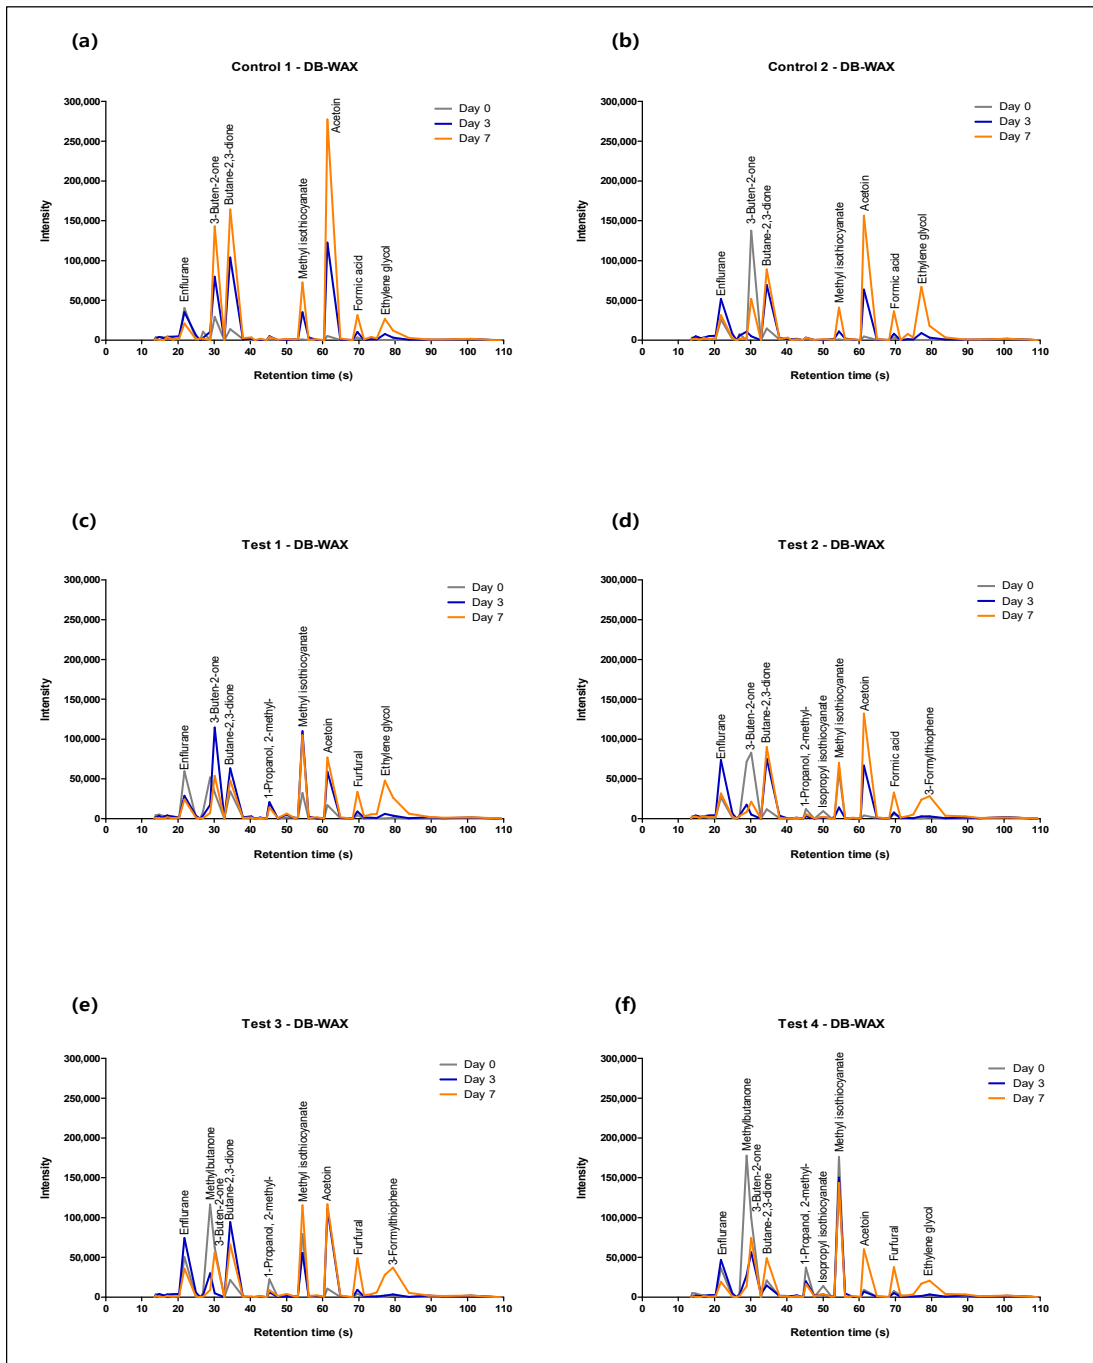 (a)
Control 1 - DB-WAX
300,000
250,000
200,000
150,000
100,000
50,000
0
Intensity
0 10 20 30 40 50 60 70 80 90 100 110
Retention time (s)
Day 0
Day 3
Day 7
Enflurane
3-Buten-2-one
Butane-2,3-dione
Methyl isothiocyanate
Acetoin
Formic acid
Ethylene glycol
(b)
Control 2 - DB-WAX
300,000
250,000
200,000
150,000
100,000
50,000
0
Intensity
0 10 20 30 40 50 60 70 80 90 100 110
Retention time (s)
Day 0
Day 3
Day 7
Enflurane
3-Buten-2-one
Butane-2,3-dione
Methyl isothiocyanate
Acetoin
Formic acid
Ethylene glycol
(c)
Test 1 - DB-WAX
300,000
250,000
200,000
150,000
100,000
50,000
0
Intensity
0 10 20 30 40 50 60 70 80 90 100 110
Retention time (s)
Day 0
Day 3
Day 7
Enflurane
3-Buten-2-one
Butane-2,3-dione
1-Propanol, 2-methyl-
Methyl isothiocyanate
Acetoin
Furfural
Ethylene glycol
(d)
Test 2 - DB-WAX
300,000
250,000
200,000
150,000
100,000
50,000
0
Intensity
0 10 20 30 40 50 60 70 80 90 100 110
Retention time (s)
Day 0
Day 3
Day 7
Enflurane
3-Buten-2-one
Butane-2,3-dione
1-Propanol, 2-methyl-
Isopropyl isothiocyanate
Methyl isothiocyanate
Acetoin
Formic acid
3-Formylthiophene
(e)
Test 3 - DB-WAX
300,000
250,000
200,000
150,000
100,000
50,000
0
Intensity
0 10 20 30 40 50 60 70 80 90 100 110
Retention time (s)
Day 0
Day 3
Day 7
Enflurane
Methylbutanone
3-Buten-2-one
Butane-2,3-dione
1-Propanol, 2-methyl-
Methyl isothiocyanate
Acetoin
Furfural
3-Formylthiophene
(f)
Test 4 - DB-WAX
300,000
250,000
200,000
150,000
100,000
50,000
0
Intensity
0 10 20 30 40 50 60 70 80 90 100 110
Retention time (s)
Day 0
Day 3
Day 7
Enflurane
Methylbutanone
3-Buten-2-one
Butane-2,3-dione
1-Propanol, 2-methyl-
Isopropyl isothiocyanate
Methyl isothiocyanate
Acetoin
Furfural
Ethylene glycol